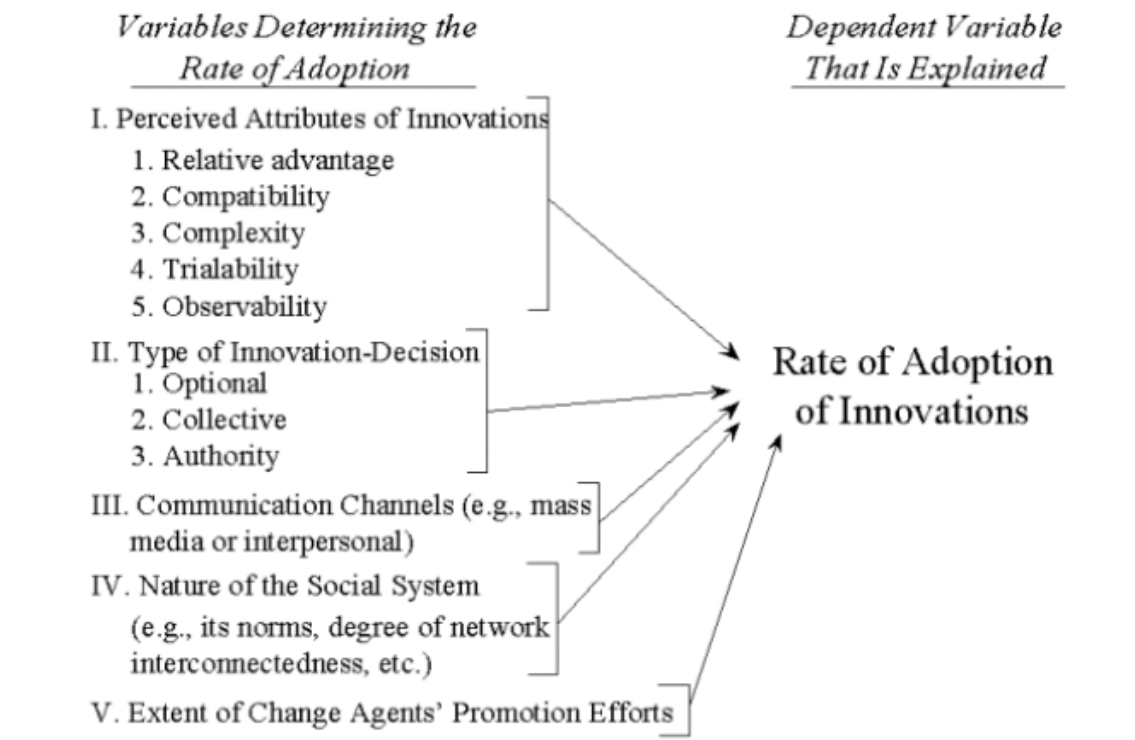 Variables Determining the
Rate of Adoption
Dependent Variable
That Is Explained
I. Perceived Attributes of Innovations
1. Relative advantage
2. Compatibility
3. Complexity
4. Trialability
5. Observability
II. Type of Innovation-Decision
1. Optional
2. Collective
3. Authority
III. Communication Channels (e.g., mass
media or interpersonal)
IV. Nature of the Social System
(e.g., its norms, degree of network
interconnectedness, etc.)
V. Extent of Change Agents’ Promotion Efforts
Rate of Adoption
of Innovations